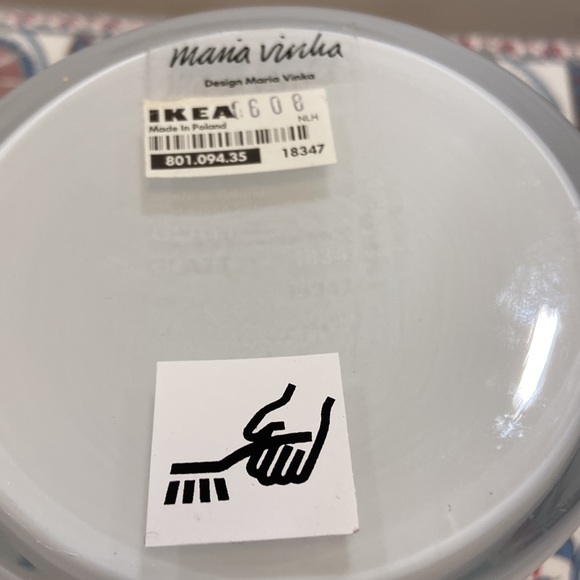 maria vinka
Design Maria Vinka
IKEA 0608
Made in Poland
NLH
801.094.35
18347